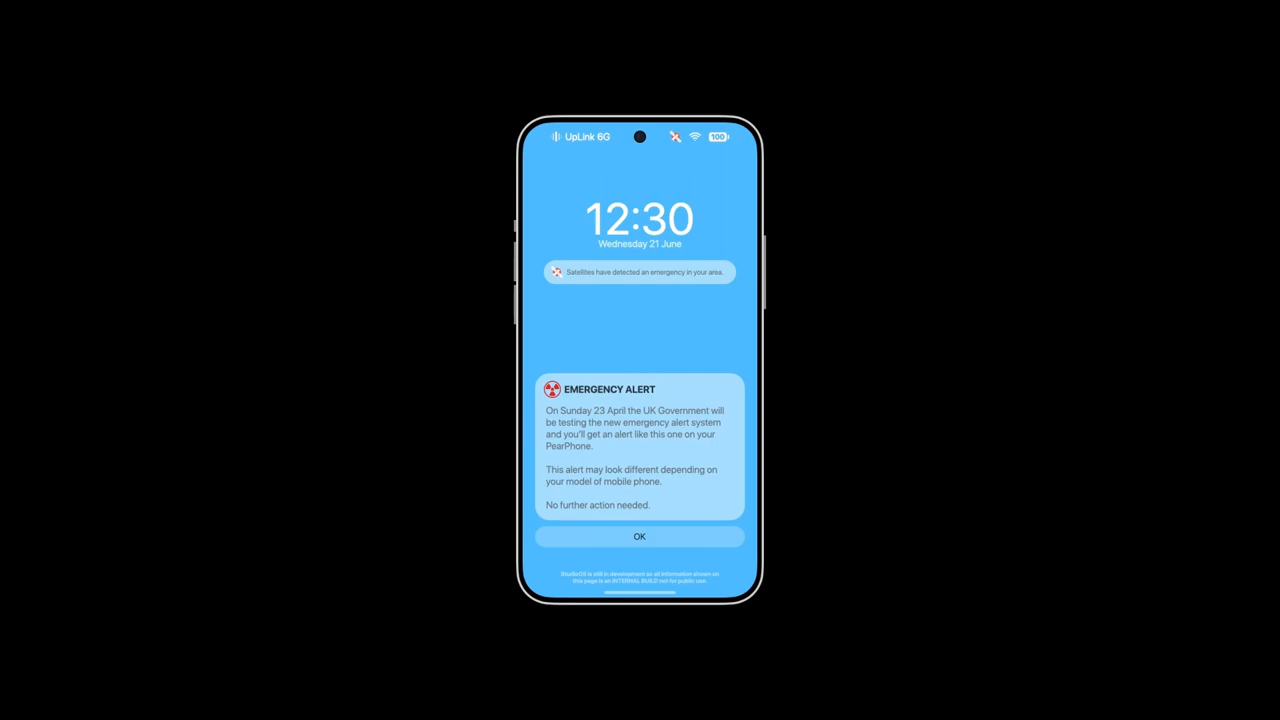 UpLink 6G
100
12:30
Wednesday 21 June
Satellites have detected an emergency in your area.
EMERGENCY ALERT
On Sunday 23 April the UK Government will
be testing the new emergency alert system
and you'll get an alert like this one on your
PearPhone.
This alert may look different depending on
your model of mobile phone.
No further action needed.
OK
is still in development so all information shown on
this page is an INTERNAL BUILD not for public use.